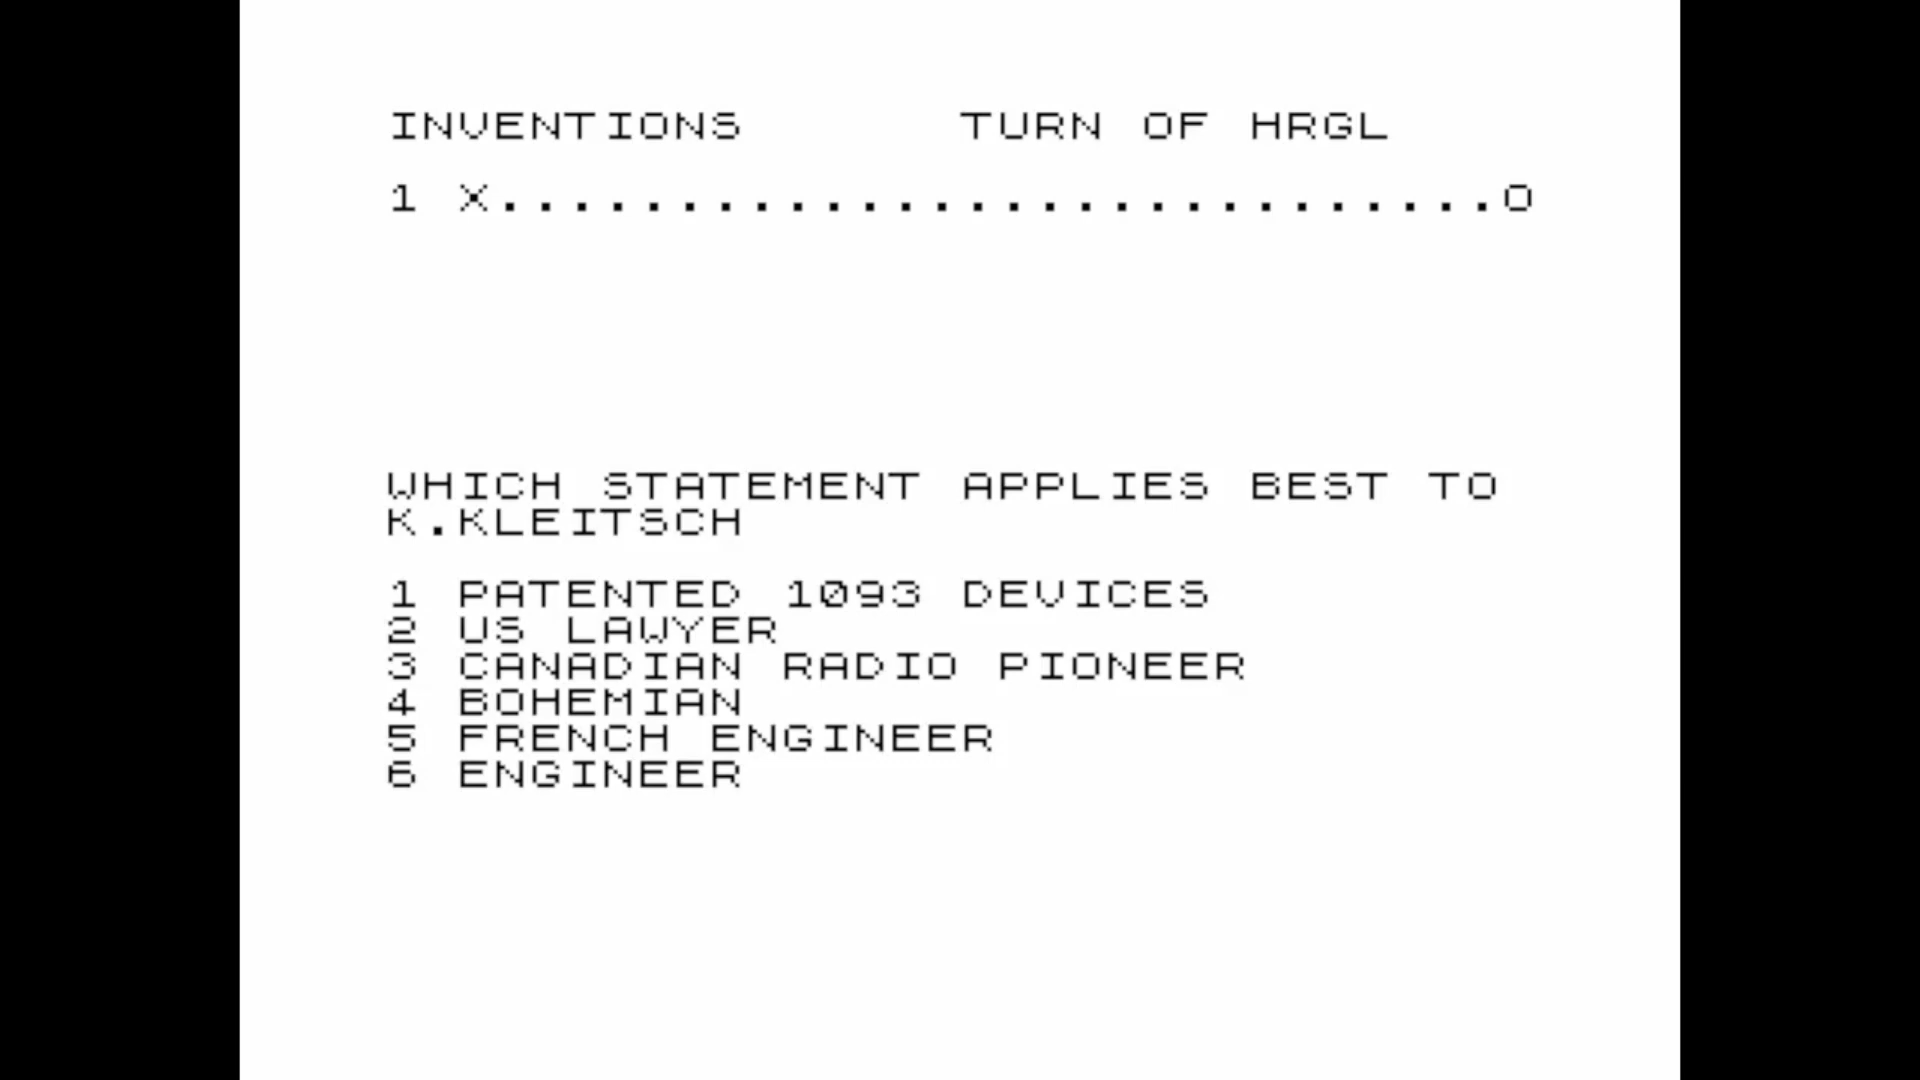 INVENTIONS TURN OF HRGL
1 X............................O
WHICH STATEMENT APPLIES BEST TO
K.KLEITSCH
1 PATENTED 1093 DEVICES
2 US LAWYER
3 CANADIAN RADIO PIONEER
4 BOHEMIAN
5 FRENCH ENGINEER
6 ENGINEER